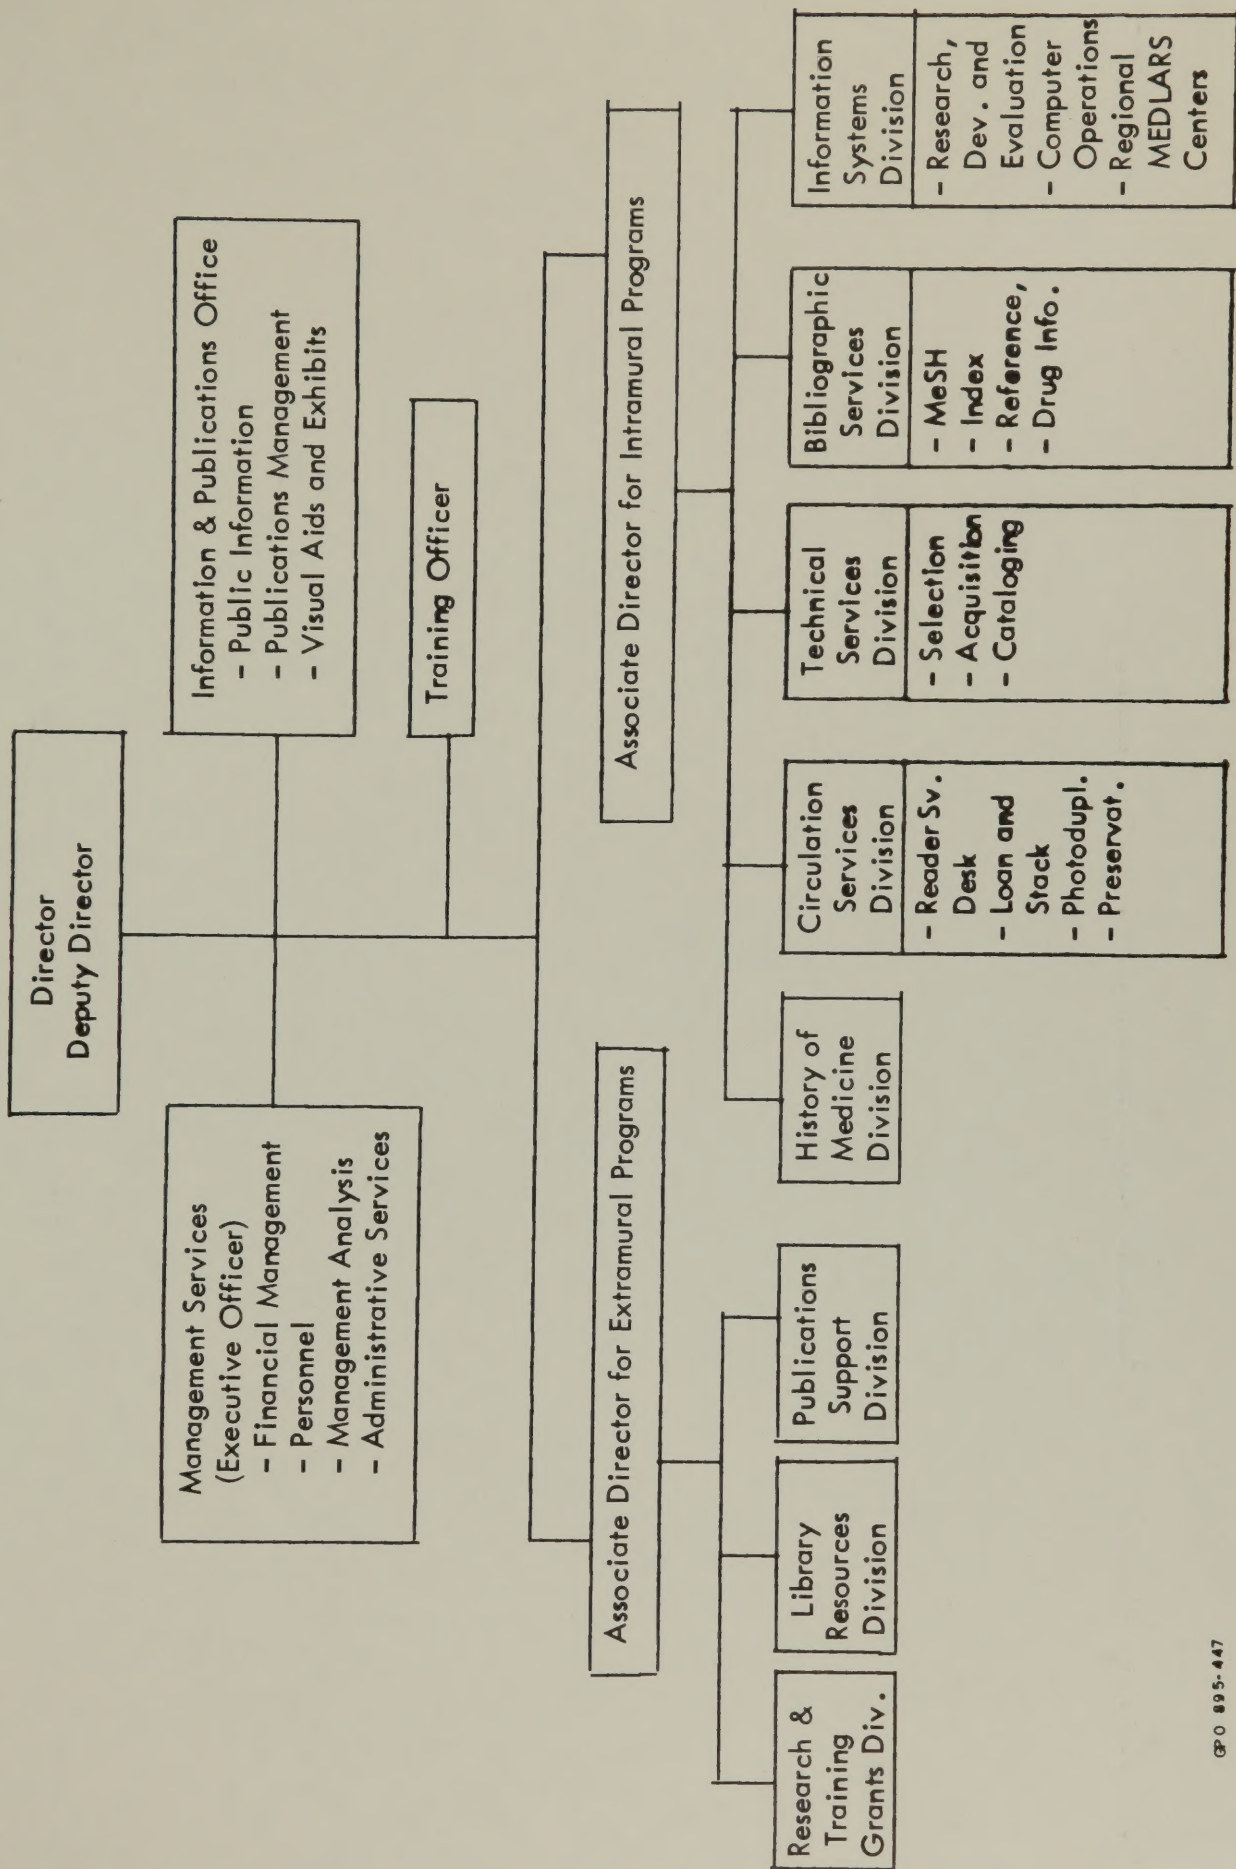 Director
Deputy Director
Management Services
(Executive Officer)
- Financial Management
- Personnel
- Management Analysis
- Administrative Services
Information & Publications Office
- Public Information
- Publications Management
- Visual Aids and Exhibits
Training Officer
Associate Director for Extramural Programs
Associate Director for Intramural Programs
Research &
Training
Grants Div.
Library
Resources
Division
Publications
Support
Division
History of
Medicine
Division
Circulation
Services
Division
- Reader Sv.
Desk
- Loan and
Stack
- Photodupl.
- Preservat.
Technical
Services
Division
- Selection
- Acquisition
- Cataloging
Bibliographic
Services
Division
- MeSH
- Index
- Reference,
- Drug Info.
Information
Systems
Division
- Research,
Dev. and
Evaluation
- Computer
Operations
- Regional
MEDLARS
Centers
GPO 895-447